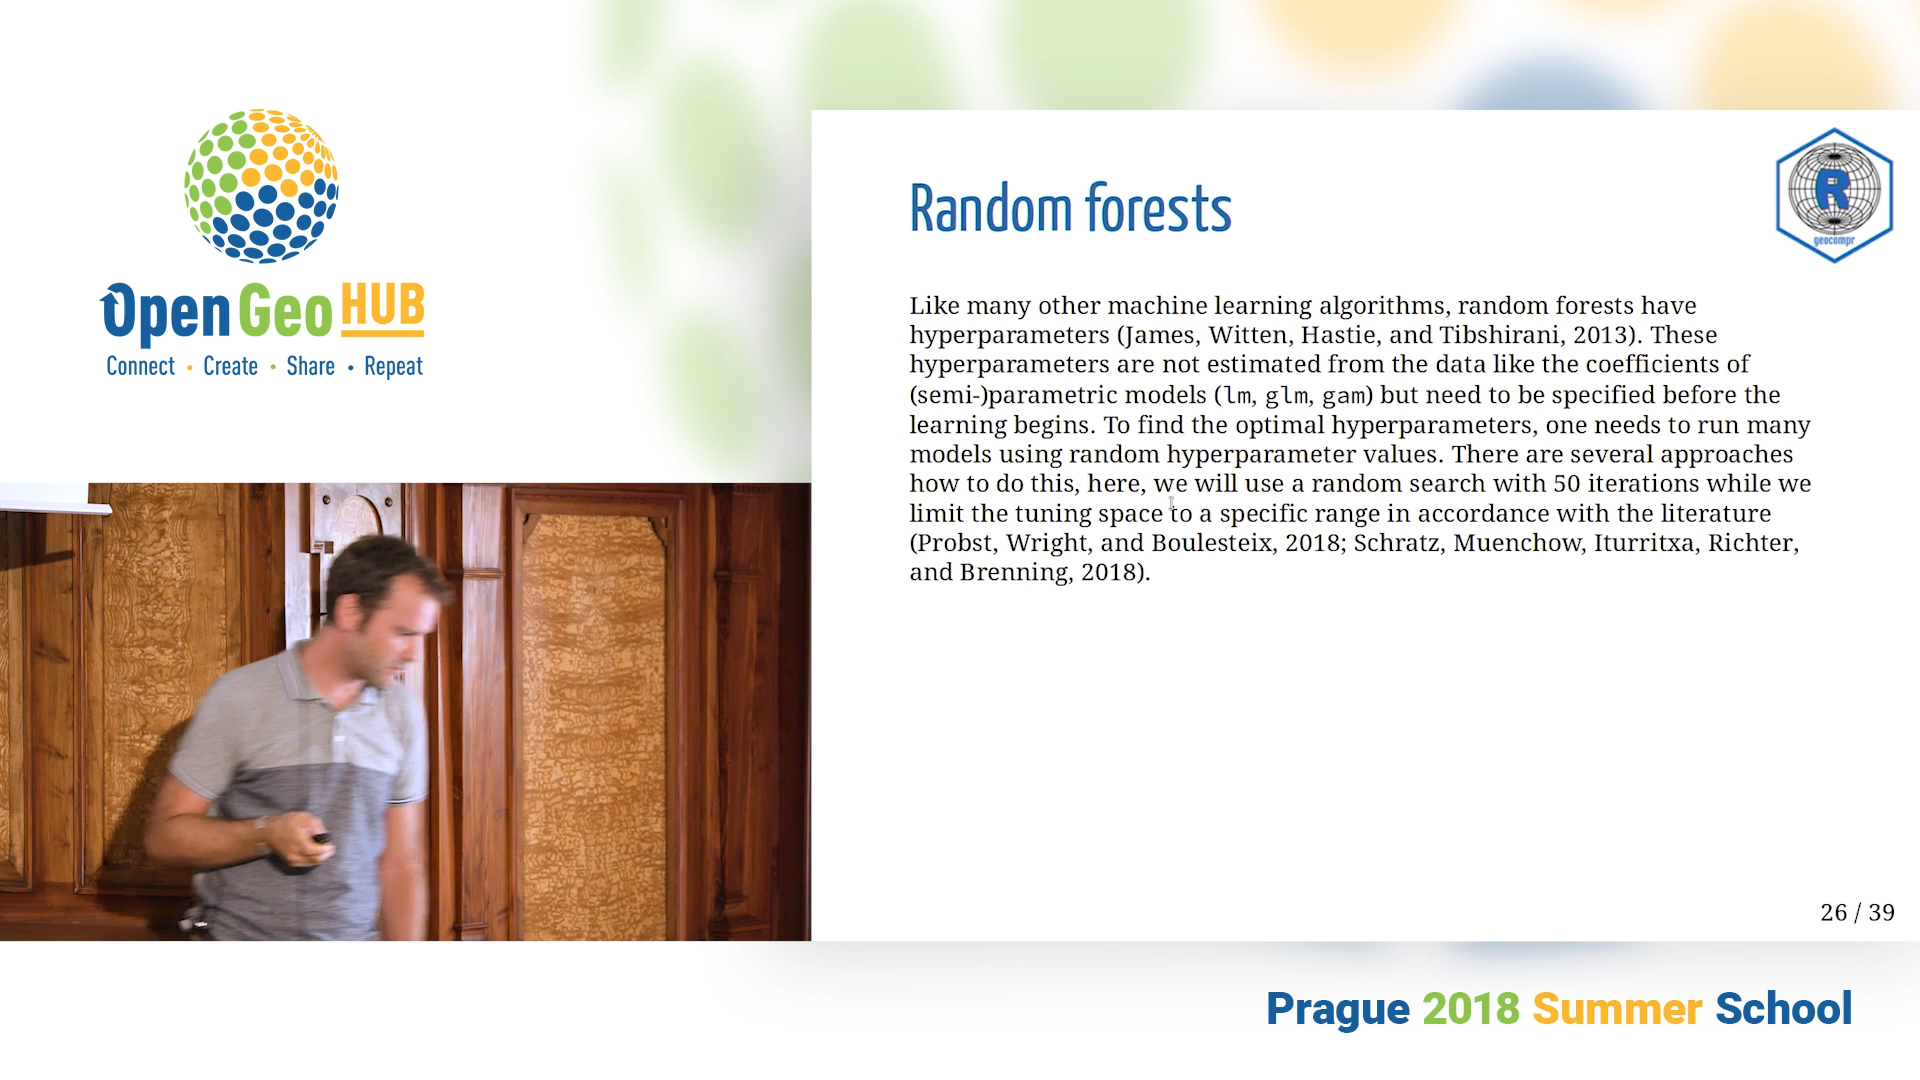 Open Geo HUB
Connect • Create • Share • Repeat
Random forests
R
geocompr
Like many other machine learning algorithms, random forests have
hyperparameters (James, Witten, Hastie, and Tibshirani, 2013). These
hyperparameters are not estimated from the data like the coefficients of
(semi-)parametric models (lm, glm, gam) but need to be specified before the
learning begins. To find the optimal hyperparameters, one needs to run many
models using random hyperparameter values. There are several approaches
how to do this, here, we will use a random search with 50 iterations while we
limit the tuning space to a specific range in accordance with the literature
(Probst, Wright, and Boulesteix, 2018; Schratz, Muenchow, Iturritxa, Richter,
and Brenning, 2018).
26 / 39
Prague 2018 Summer School